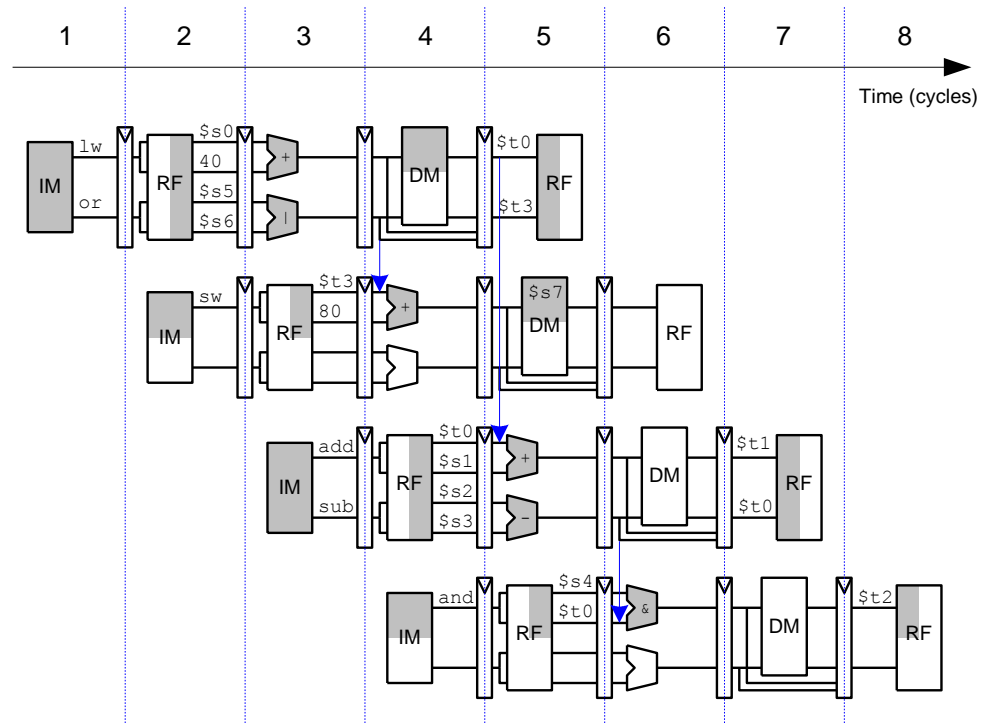 1 2 3 4 5 6 7 8
Time (cycles)
IM lw or RF $s0 40 $s5 $s6 + | DM $t0 $t3 RF
IM sw RF $t3 80 + $s7 DM RF
IM add sub RF $t0 $s1 $s2 $s3 + - DM $t1 $t0 RF
IM and RF $s4 $t0 & DM $t2 RF